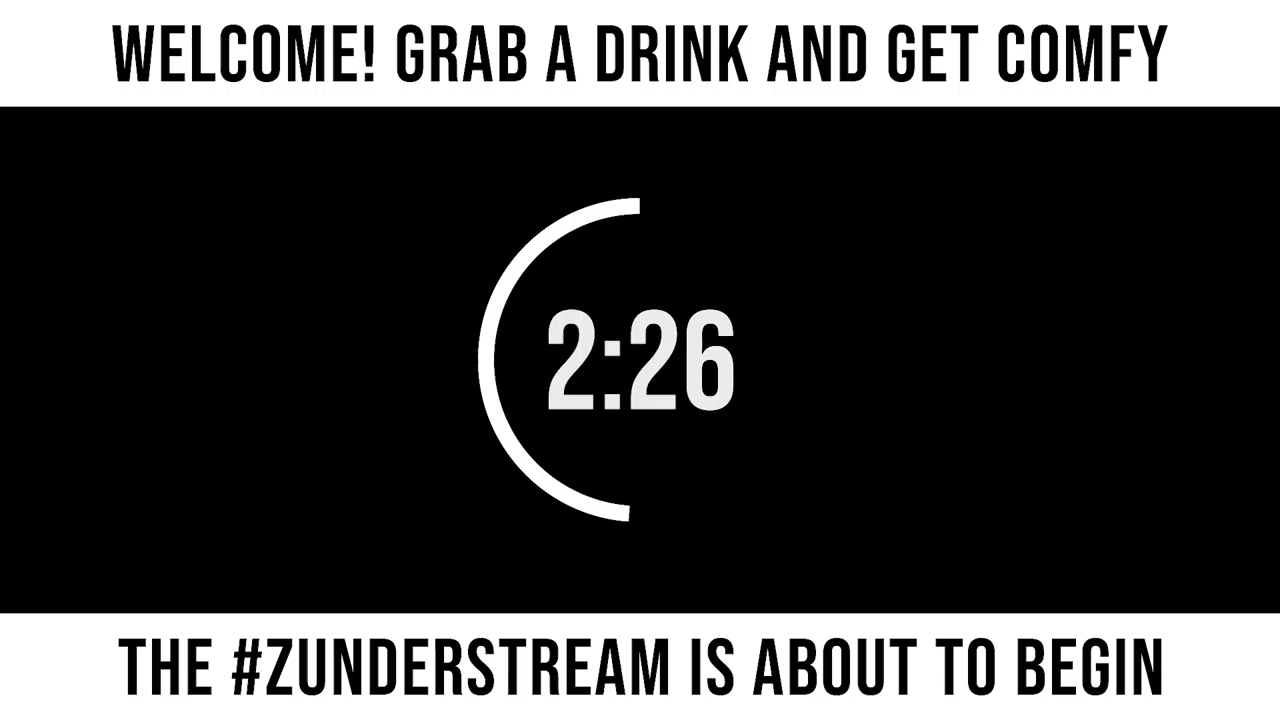 WELCOME! GRAB A DRINK AND GET COMFY
2:26
THE #ZUNDERSTREAM IS ABOUT TO BEGIN